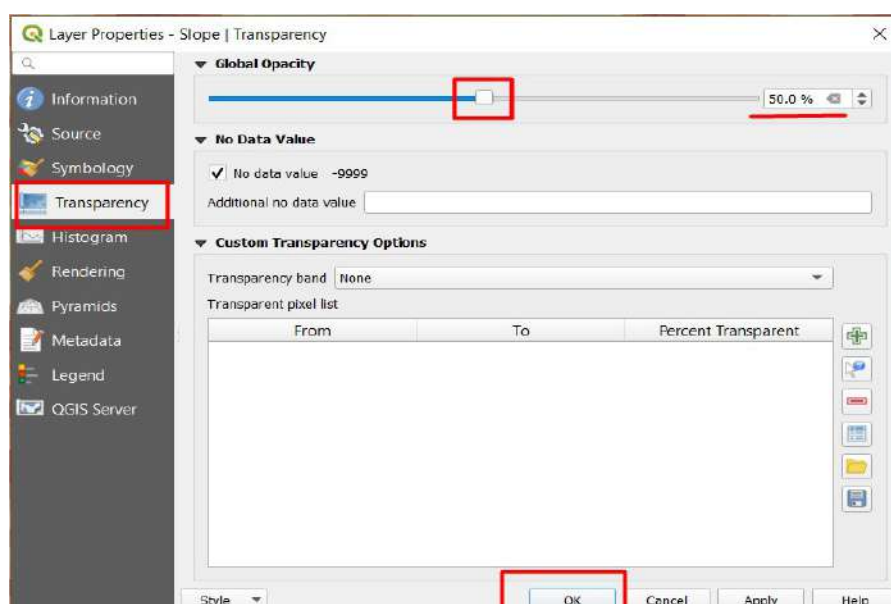 Layer Properties - Slope | Transparency
Global Opacity
50.0 %
Information
Source
Symbology
Transparency
Histogram
Rendering
Pyramids
Metadata
Legend
QGIS Server
No Data Value
No data value -9999
Additional no data value
Custom Transparency Options
Transparency band None
Transparent pixel list
From To Percent Transparent
Style OK Cancel Apply Help